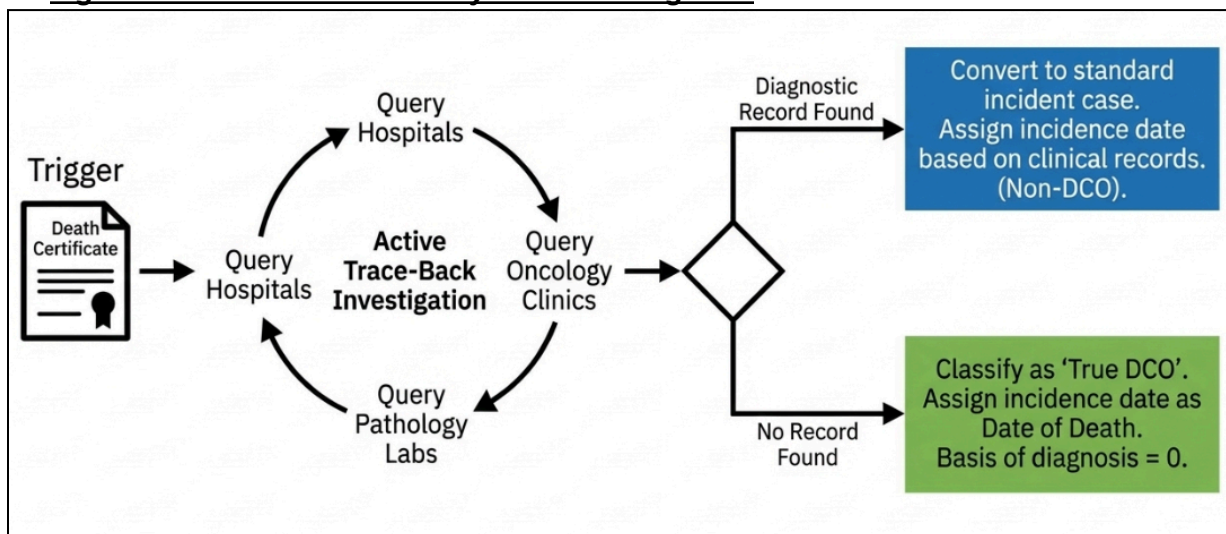 Trigger
Death
Certificate
Query
Hospitals
Query
Hospitals
Active
Trace-Back
Investigation
Query
Oncology
Clinics
Query
Pathology
Labs
Diagnostic
Record Found
Convert to standard
incident case.
Assign incidence date
based on clinical records.
(Non-DCO).
No Record
Found
Classify as ‘True DCO’.
Assign incidence date as
Date of Death.
Basis of diagnosis = 0.